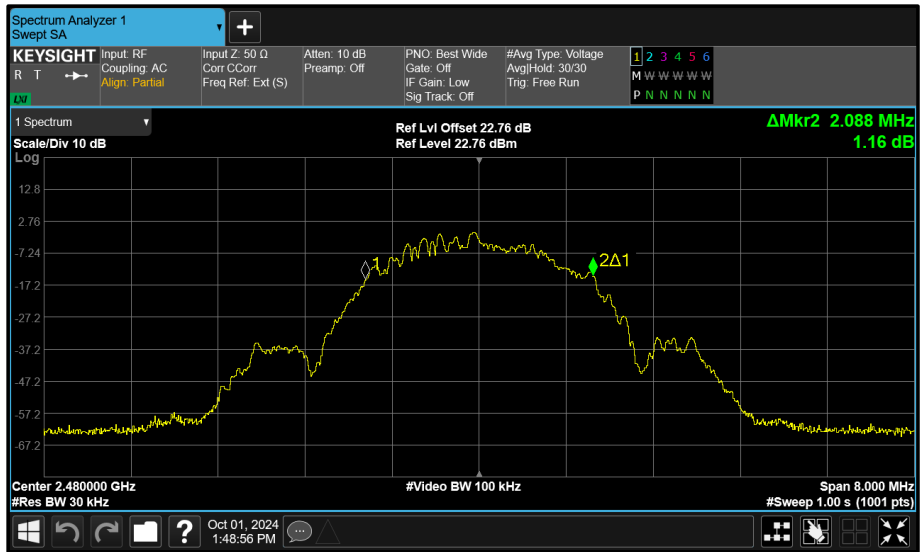 Spectrum Analyzer 1
Swept SA
KEYSIGHT
R T
LXI
Input: RF
Coupling: AC
Align: Partial
Input Z: 50 Ω
Corr CCorr
Freq Ref: Ext (S)
Atten: 10 dB
Preamp: Off
PNO: Best Wide
Gate: Off
IF Gain: Low
Sig Track: Off
#Avg Type: Voltage
Avg|Hold: 30/30
Trig: Free Run
1 2 3 4 5 6
M W W W W W
P N N N N N
1 Spectrum
Scale/Div 10 dB
Log
Ref Lvl Offset 22.76 dB
Ref Level 22.76 dBm
ΔMkr2 2.088 MHz
1.16 dB
12.8
2.76
-7.24
-17.2
-27.2
-37.2
-47.2
-57.2
-67.2
1
2Δ1
Center 2.480000 GHz
#Res BW 30 kHz
#Video BW 100 kHz
Span 8.000 MHz
#Sweep 1.00 s (1001 pts)
?
Oct 01, 2024
1:48:56 PM